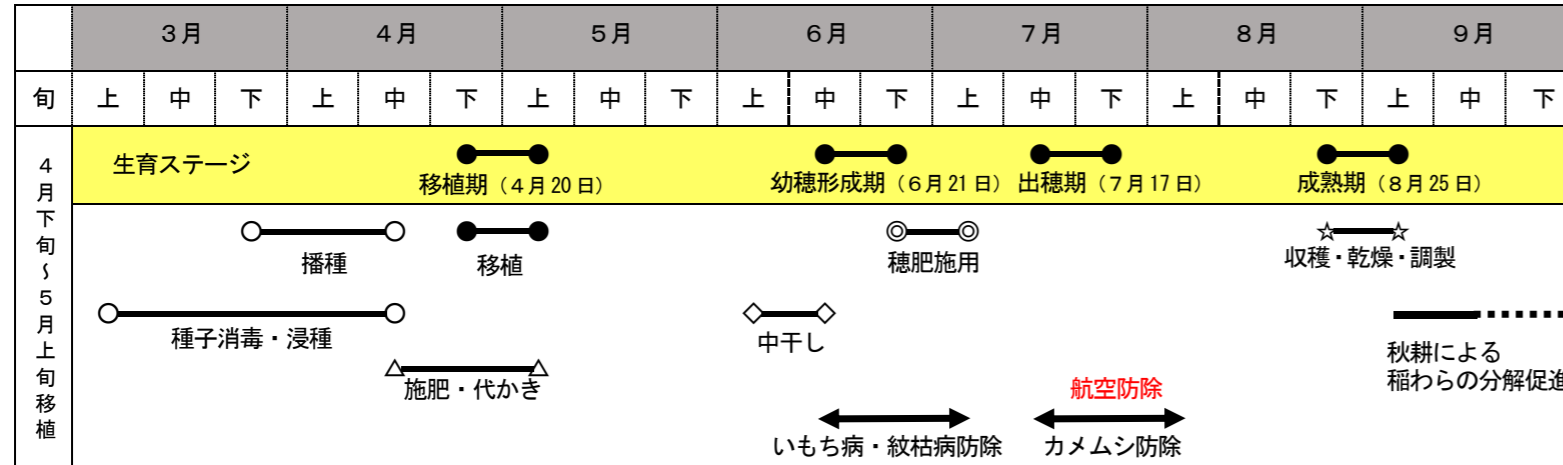 ３月 ４月 ５月 ６月 ７月 ８月 ９月
旬 上 中 下 上 中 下 上 中 下 上 中 下 上 中 下 上 中 下 上 中 下
４月下旬～５月上旬移植
生育ステージ
移植期（４月20日） 幼穂形成期（６月21日） 出穂期（７月17日） 成熟期（８月25日）
播種 移植 穂肥施用 収穫・乾燥・調製
種子消毒・浸種 中干し
秋耕による
稲わらの分解促進
施肥・代かき 航空防除
いもち病・紋枯病防除 カメムシ防除